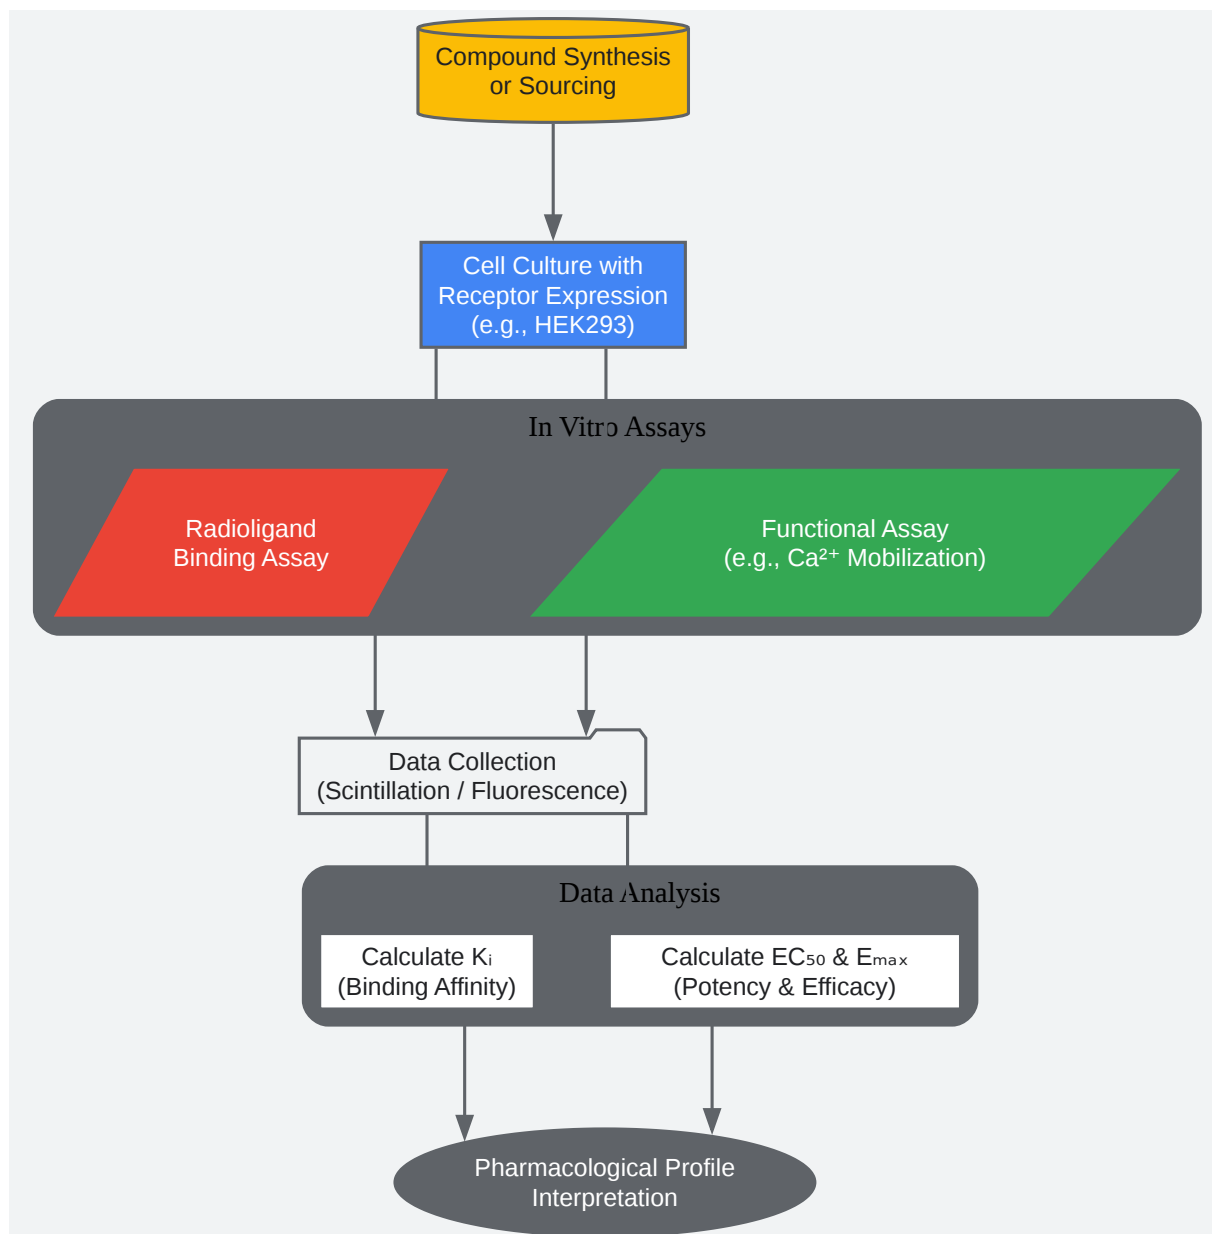 Compound Synthesis
or Sourcing
Cell Culture with
Receptor Expression
(e.g., HEK293)
In Vitro Assays
Radioligand
Binding Assay
Functional Assay
(e.g., Ca²⁺ Mobilization)
Data Collection
(Scintillation / Fluorescence)
Data Analysis
Calculate Kᵢ
(Binding Affinity)
Calculate EC₅₀ & Eₘₐₓ
(Potency & Efficacy)
Pharmacological Profile
Interpretation